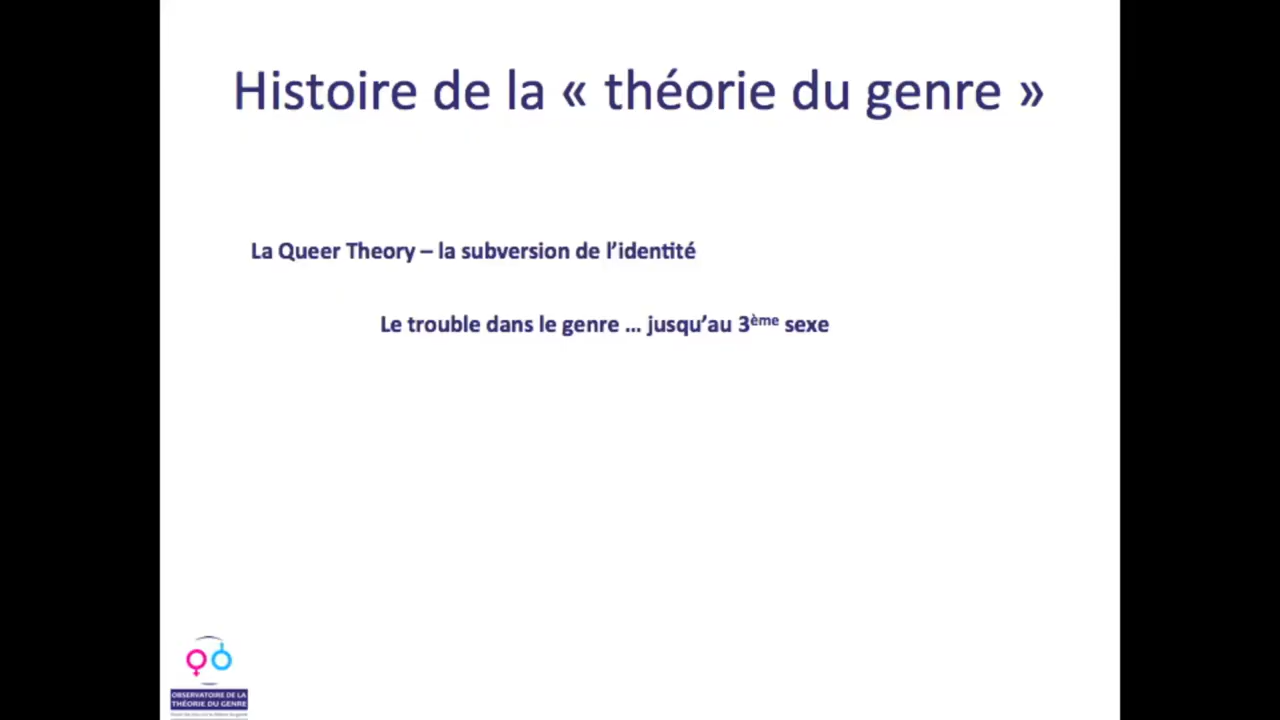 Histoire de la « théorie du genre »
La Queer Theory – la subversion de l’identité
Le trouble dans le genre … jusqu’au 3ème sexe
OBSERVATOIRE DE LA
THÉORIE DU GENRE